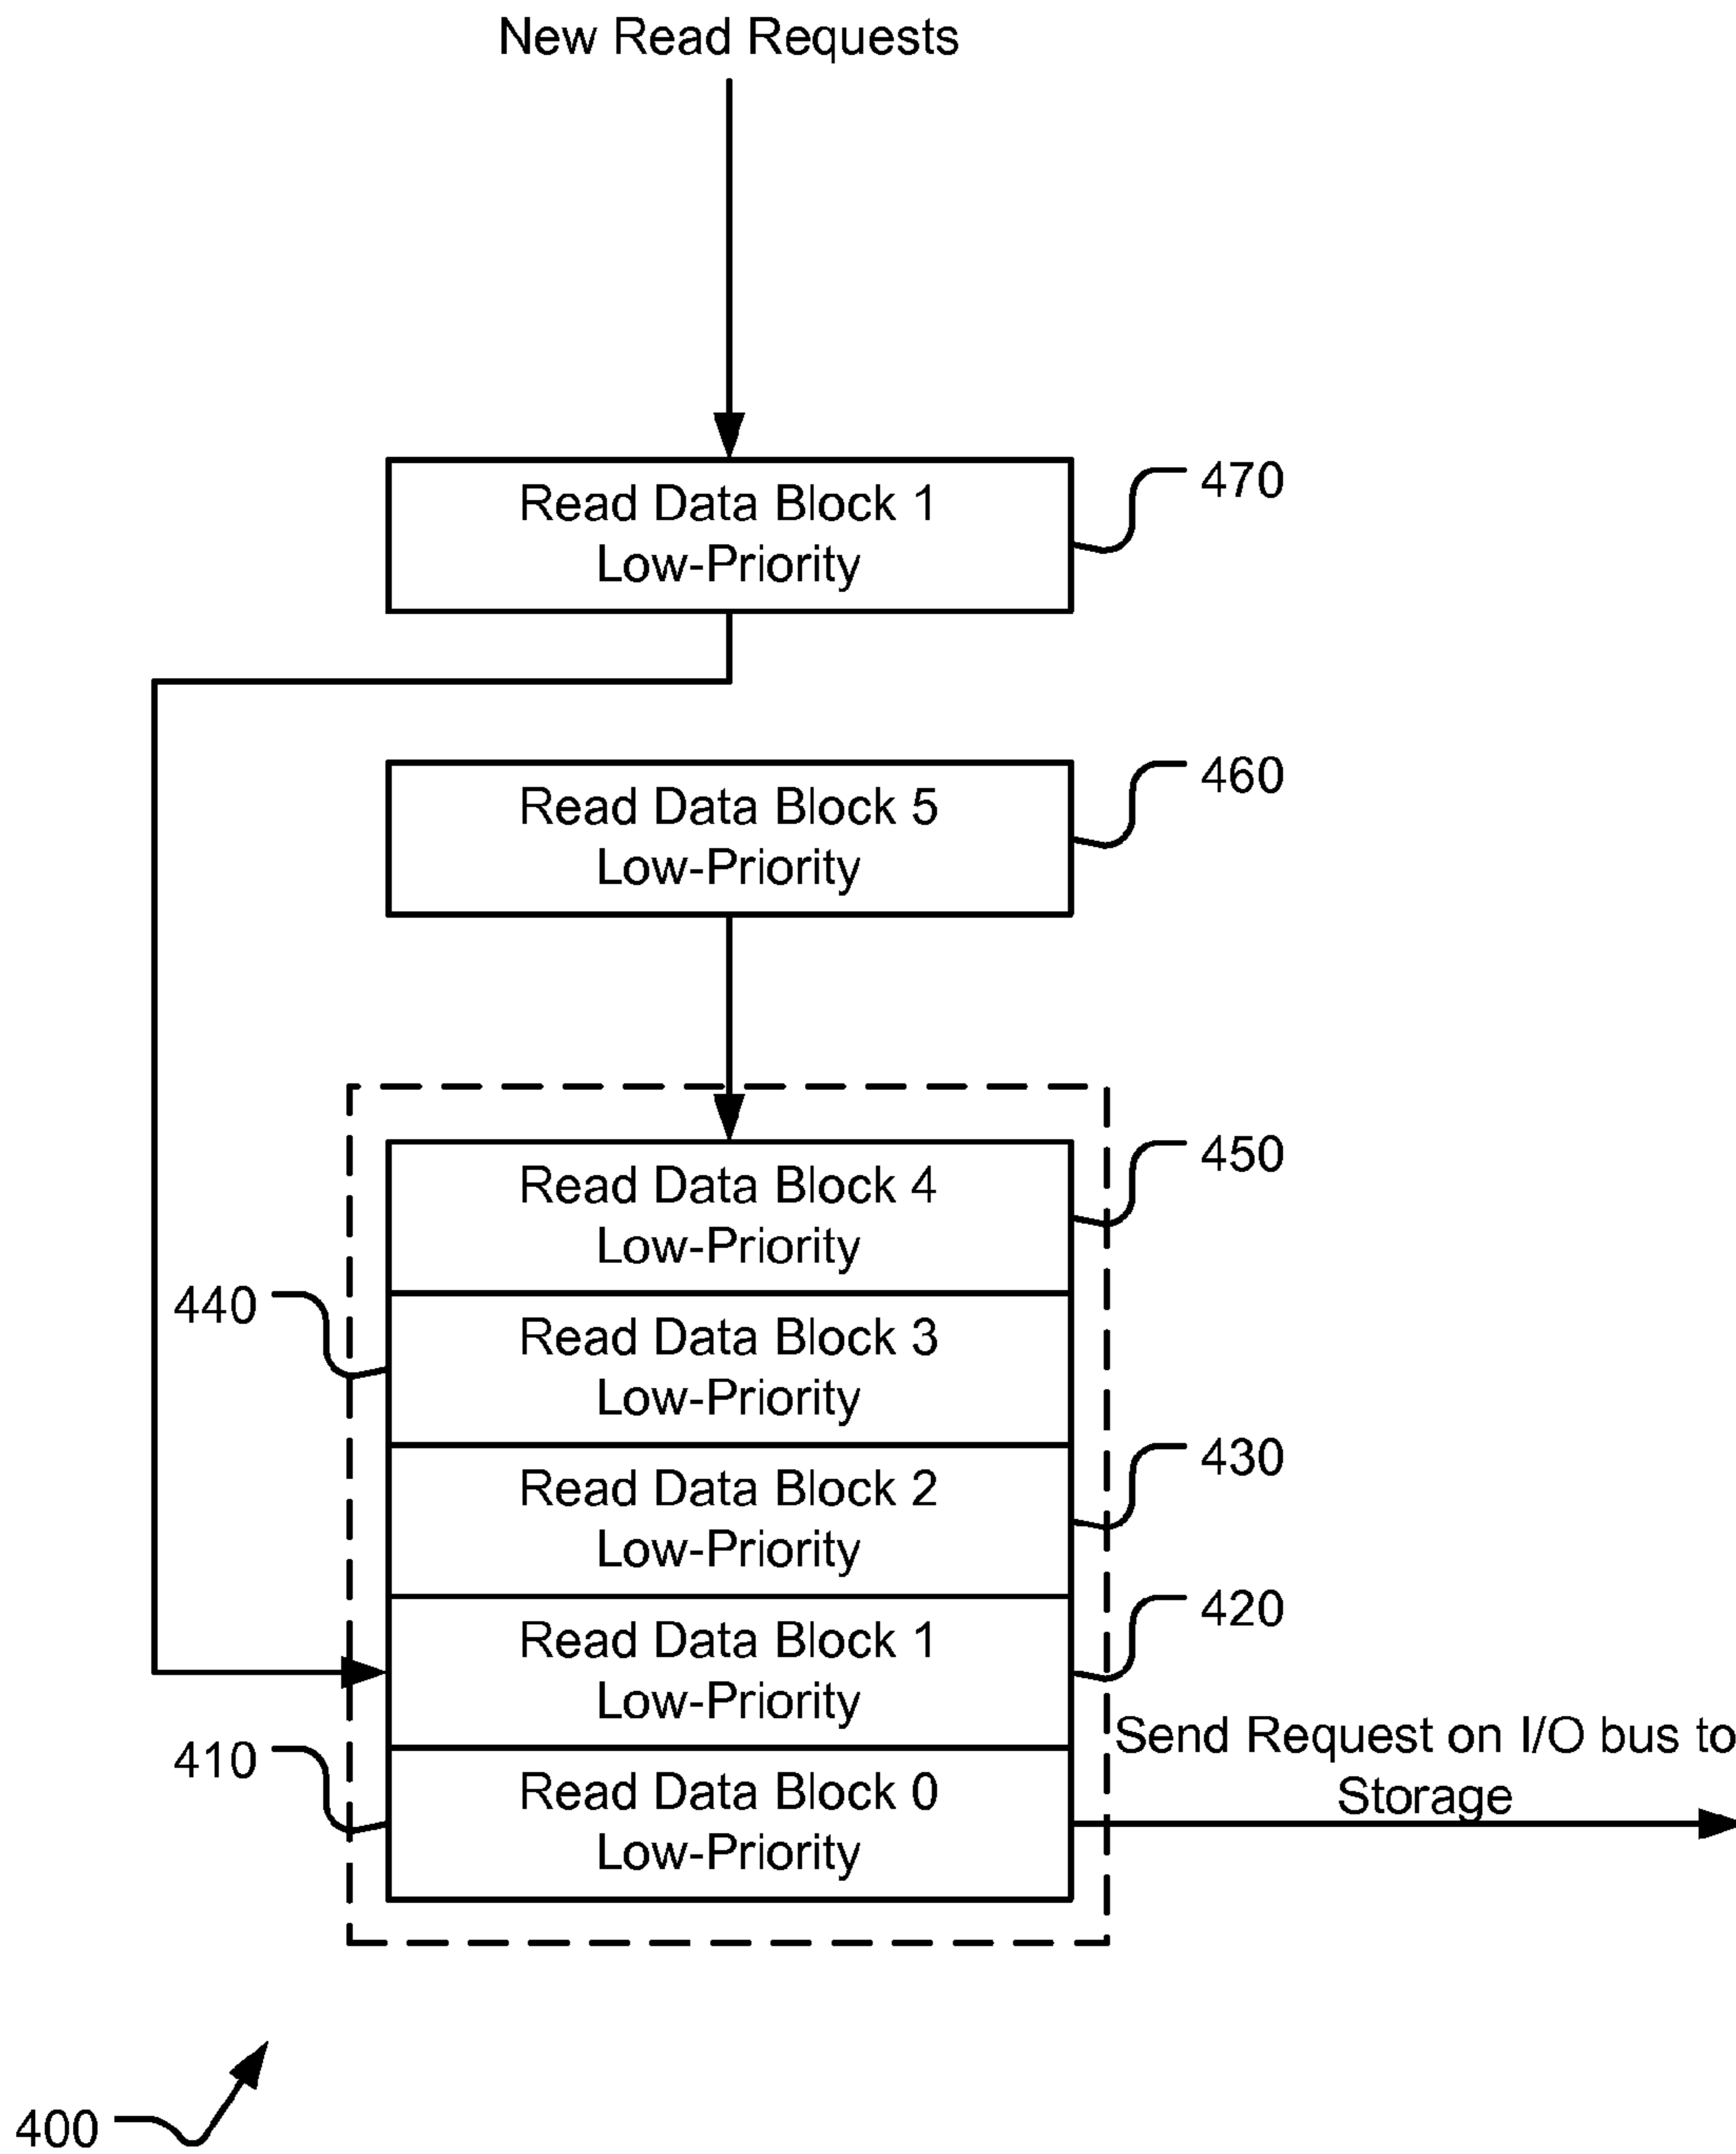 New Read Requests
Read Data Block 1
Low-Priority
470
Read Data Block 5
Low-Priority
460
Read Data Block 4
Low-Priority
450
440
Read Data Block 3
Low-Priority
Read Data Block 2
Low-Priority
430
Read Data Block 1
Low-Priority
420
Send Request on I/O bus to
Storage
410
Read Data Block 0
Low-Priority
400